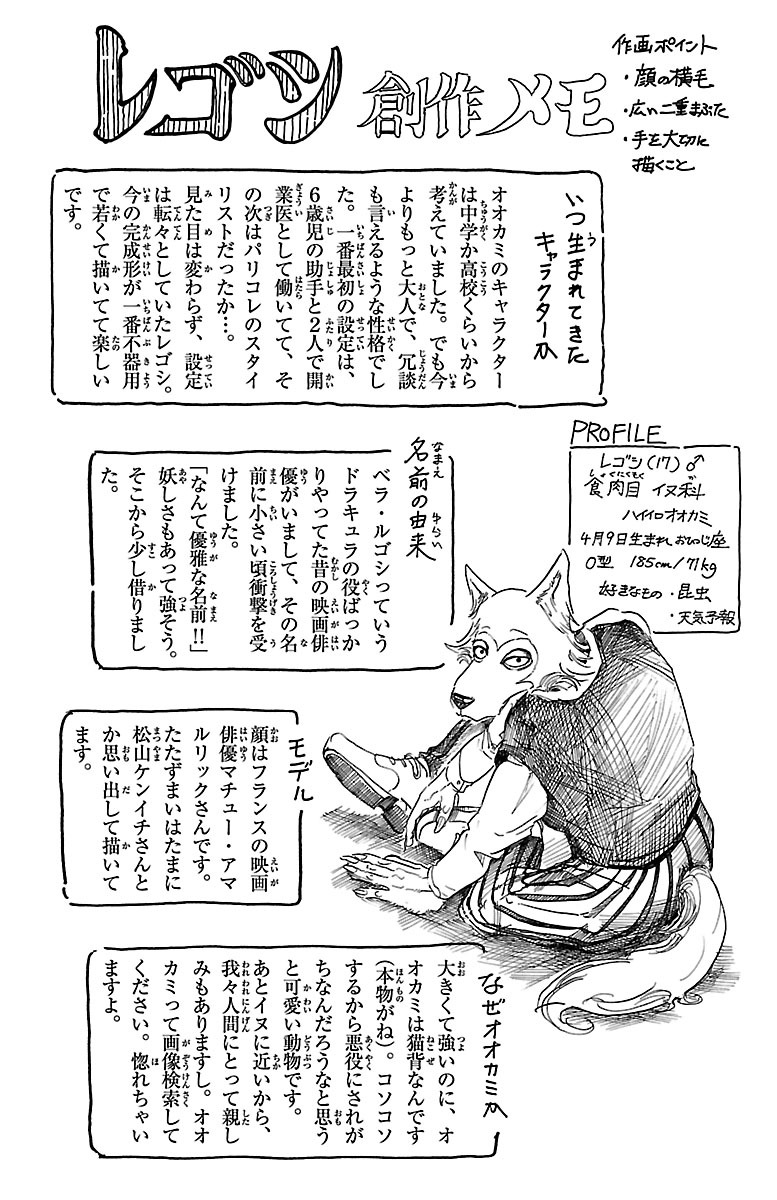 レゴシ 創作メモ
作画ポイント
・顔の横毛
・広い二重まぶた
・手を大切に
描くこと
いつ生まれてきた
キャラクターか
オオカミのキャラクター
は中学か高校くらいから
考えていました。でも今
よりもっと大人で、冗談
も言えるような性格でし
た。一番最初の設定は、
6歳児の助手と2人で開
業医として働いてて、そ
の次はパリコレのスタイ
リストだったか…。
見た目は変わらず、設定
は転々としていたレゴシ。
今の完成形が一番不器用
で若くて描いてて楽しい
です。
PROFILE
レゴシ(17)♂
食肉目 イヌ科
ハイイロオオカミ
4月9日生まれ おひつじ座
O型 185cm/71kg
好きなもの・昆虫
・天気予報
名前の由来
ベラ・ルゴシっていう
ドラキュラの役ばっか
りやってた昔の映画俳
優がいまして、その名
前に小さい頃衝撃を受
けました。
「なんて優雅な名前!!」
妖しさもあって強そう。
そこから少し借りまし
た。
モデル
顔はフランスの映画
俳優マチュー・アマ
ルリックさんです。
たたずまいはたまに
松山ケンイチさんと
か思い出して描いて
ます。
なぜオオカミか
大きくて強いのに、オ
オカミは猫背なんです
(本物がね)。コソコソ
するから悪役にされが
ちなんだろうなと思う
と可愛い動物です。
あとイヌに近いから、
我々人間にとって親し
みもありますし。オオ
カミって画像検索して
ください。惚れちゃい
ますよ。